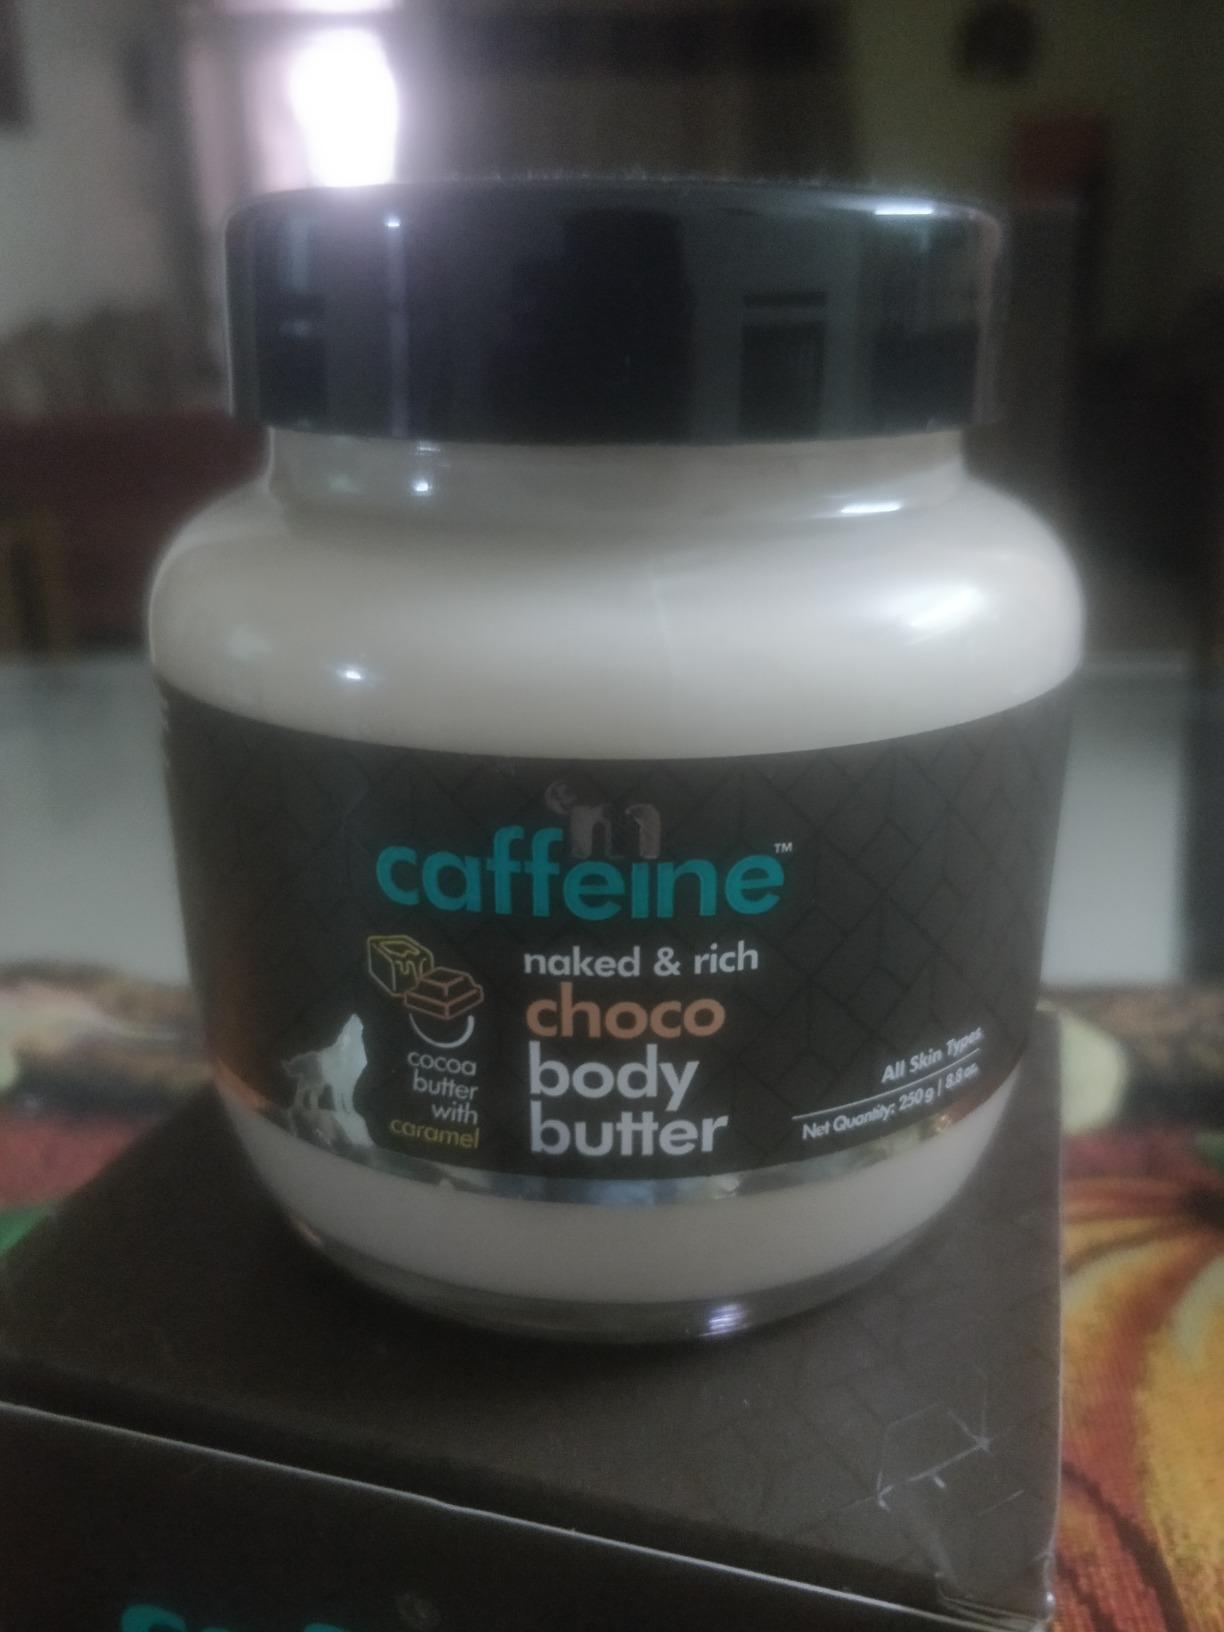 m
caffeine™
naked & rich
choco
body
butter
cocoa
butter
with
caramel
All Skin Types
Net Quantity: 250 g | 8.8 oz.